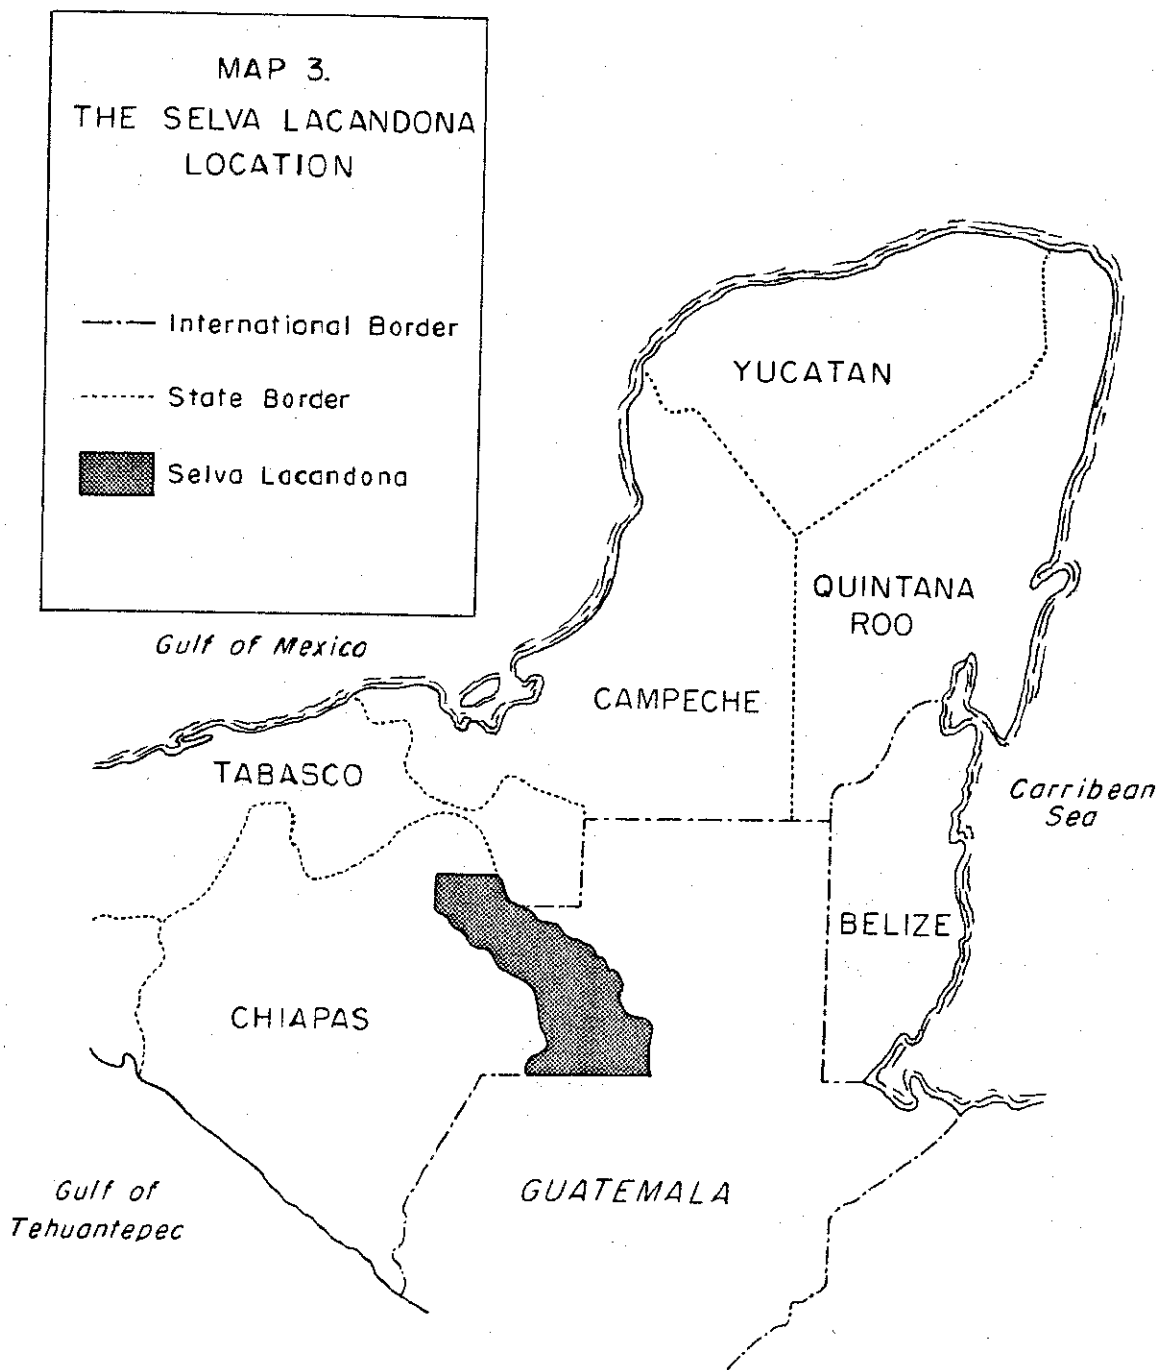 MAP 3.
THE SELVA LACANDONA
LOCATION
International Border
State Border
Selva Lacandona
YUCATAN
QUINTANA
ROO
Gulf of Mexico
CAMPECHE
TABASCO
Carribean
Sea
BELIZE
CHIAPAS
Gulf of
Tehuantepec
GUATEMALA